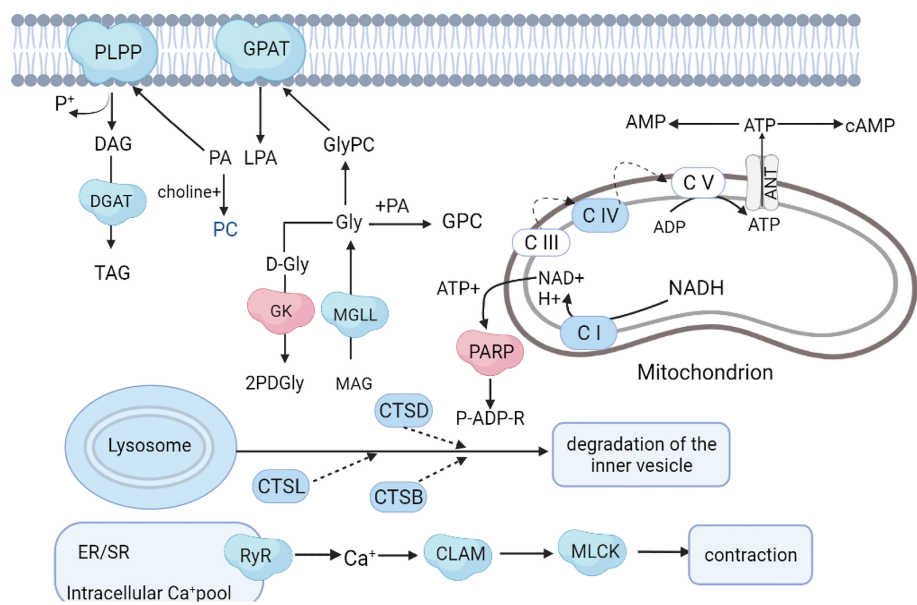 PLPP
GPAT
P+
DAG
PA
LPA
GlyPC
AMP
ATP
cAMP
DGAT
choline+
PC
TAG
Gly
+PA
GPC
D-Gly
GK
MGLL
2PDGly
MAG
C III
C IV
C V
ANT
ADP
ATP
ATP+
NAD+
H+
NADH
C I
PARP
P-ADP-R
Mitochondrion
Lysosome
CTSD
CTSL
CTSB
degradation of the
inner vesicle
ER/SR
Intracellular Ca+pool
RyR
Ca+
CLAM
MLCK
contraction